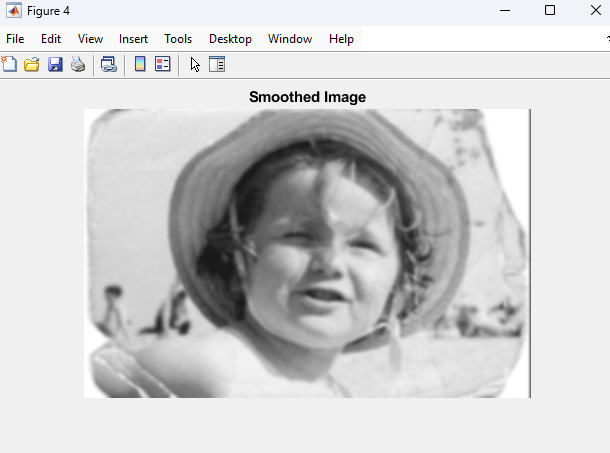 Figure 4
File Edit View Insert Tools Desktop Window Help
Smoothed Image